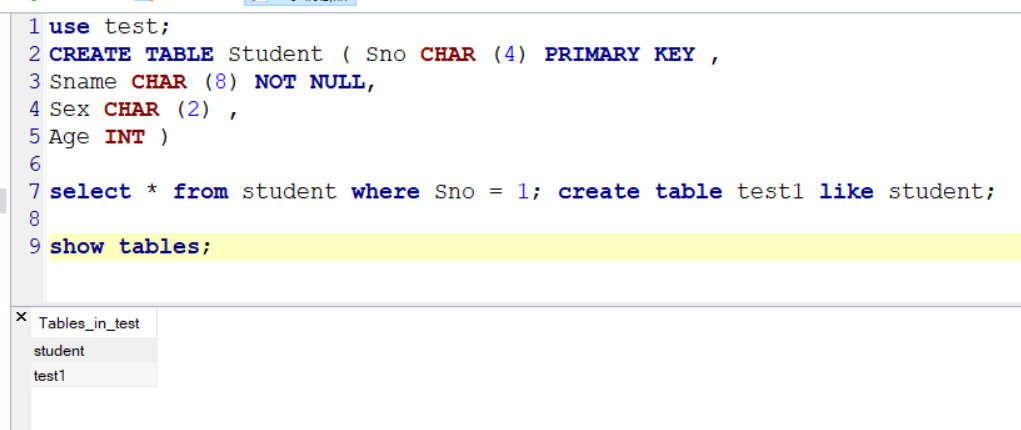 1 use test;
2 CREATE TABLE Student ( Sno CHAR (4) PRIMARY KEY ,
3 Sname CHAR (8) NOT NULL,
4 Sex CHAR (2) ,
5 Age INT )
6
7 select * from student where Sno = 1; create table test1 like student;
8
9 show tables;
×
Tables_in_test
student
test1